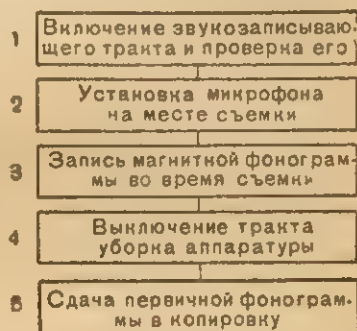 1 Включение звукозаписываю-
щего тракта и проверка его
2 Установка микрофона
на месте съемки
3 Запись магнитной фонограм-
мы во время съемки
4 Выключение тракта
уборка аппаратуры
5 Сдача первичной фонограм-
мы в копировку